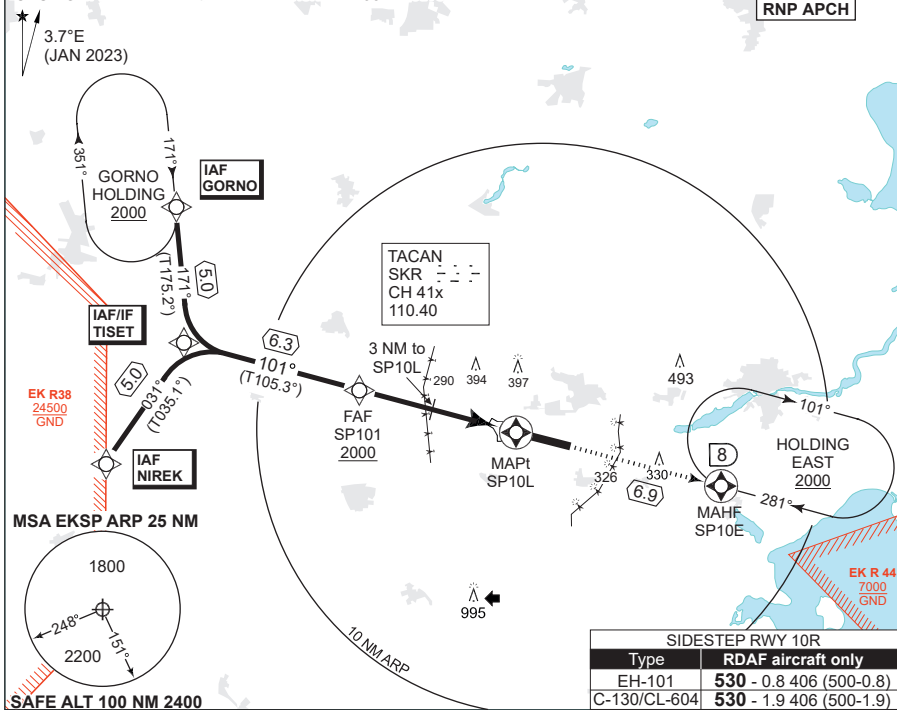 RNP APCH
3.7°E
(JAN 2023)
351°
171°
GORNO
HOLDING
2000
IAF
GORNO
171°
(T175.2°)
5.0
IAF/IF
TISET
TACAN
SKR
CH 41x
110.40
6.3
101°
(T105.3°)
3 NM to
SP10L
290
394
397
493
5.0
031°
(T035.1°)
EK R38
24500
GND
IAF
NIREK
FAF
SP101
2000
MAPt
SP10L
326
330
6.9
8
101°
HOLDING
EAST
2000
281°
MAHF
SP10E
MSA EKSP ARP 25 NM
1800
248°
151°
2200
SAFE ALT 100 NM 2400
995
10 NM ARP
EK R 44
7000
GND
SIDESTEP RWY 10R
Type RDAF aircraft only
EH-101 530 - 0.8 406 (500-0.8)
C-130/CL-604 530 - 1.9 406 (500-1.9)